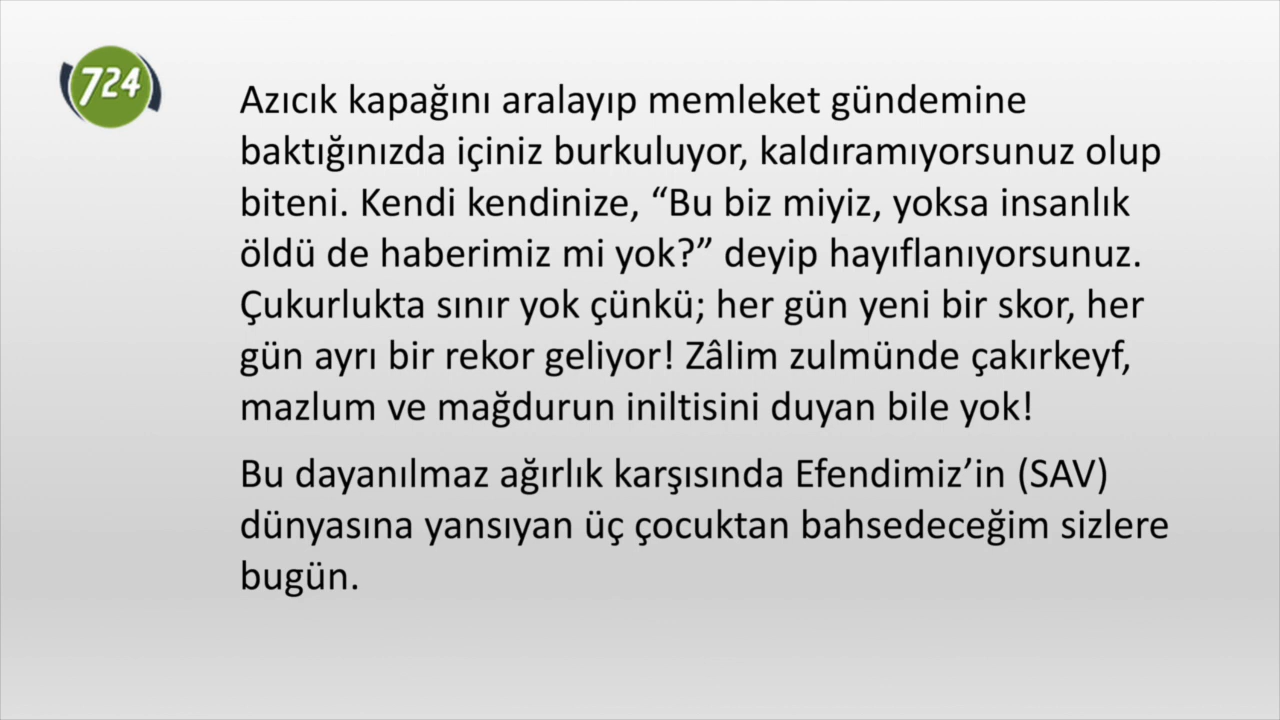 724
Azıcık kapağını aralayıp memleket gündemine
baktığınızda içiniz burkuluyor, kaldıramıyorsunuz olup
biteni. Kendi kendinize, “Bu biz miyiz, yoksa insanlık
öldü de haberimiz mi yok?” deyip hayıflanıyorsunuz.
Çukurlukta sınır yok çünkü; her gün yeni bir skor, her
gün ayrı bir rekor geliyor! Zâlim zulmünde çakırkeyf,
mazlum ve mağdurun iniltisini duyan bile yok!
Bu dayanılmaz ağırlık karşısında Efendimiz’in (SAV)
dünyasına yansıyan üç çocuktan bahsedeceğim sizlere
bugün.